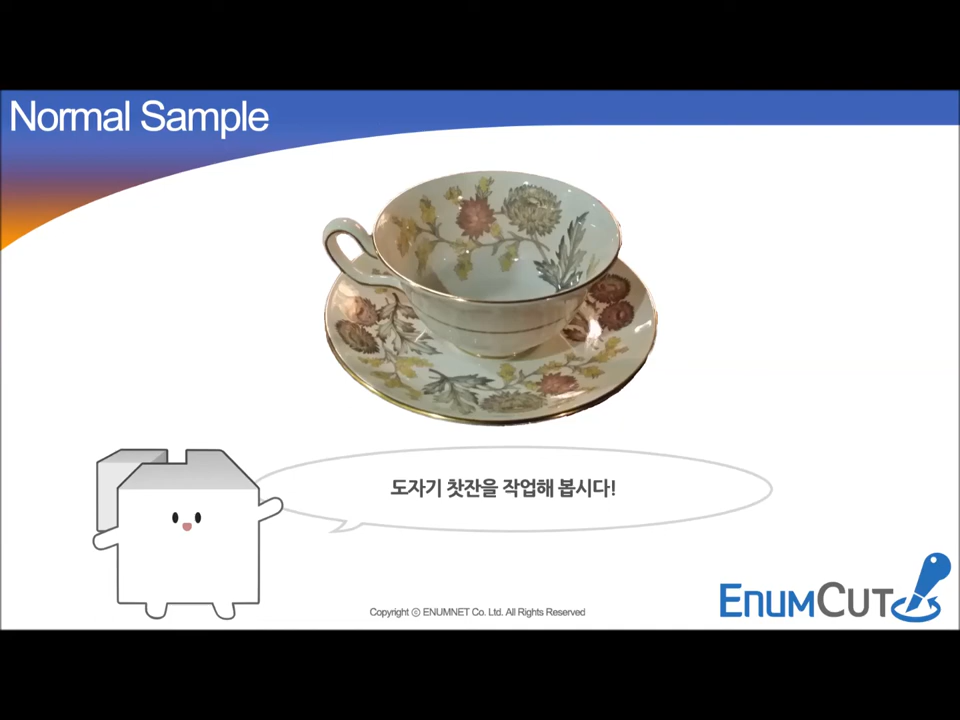 Normal Sample
도자기 찻잔을 작업해 봅시다!
Copyright ⓒ ENUMNET Co. Ltd. All Rights Reserved
ENUMCUT